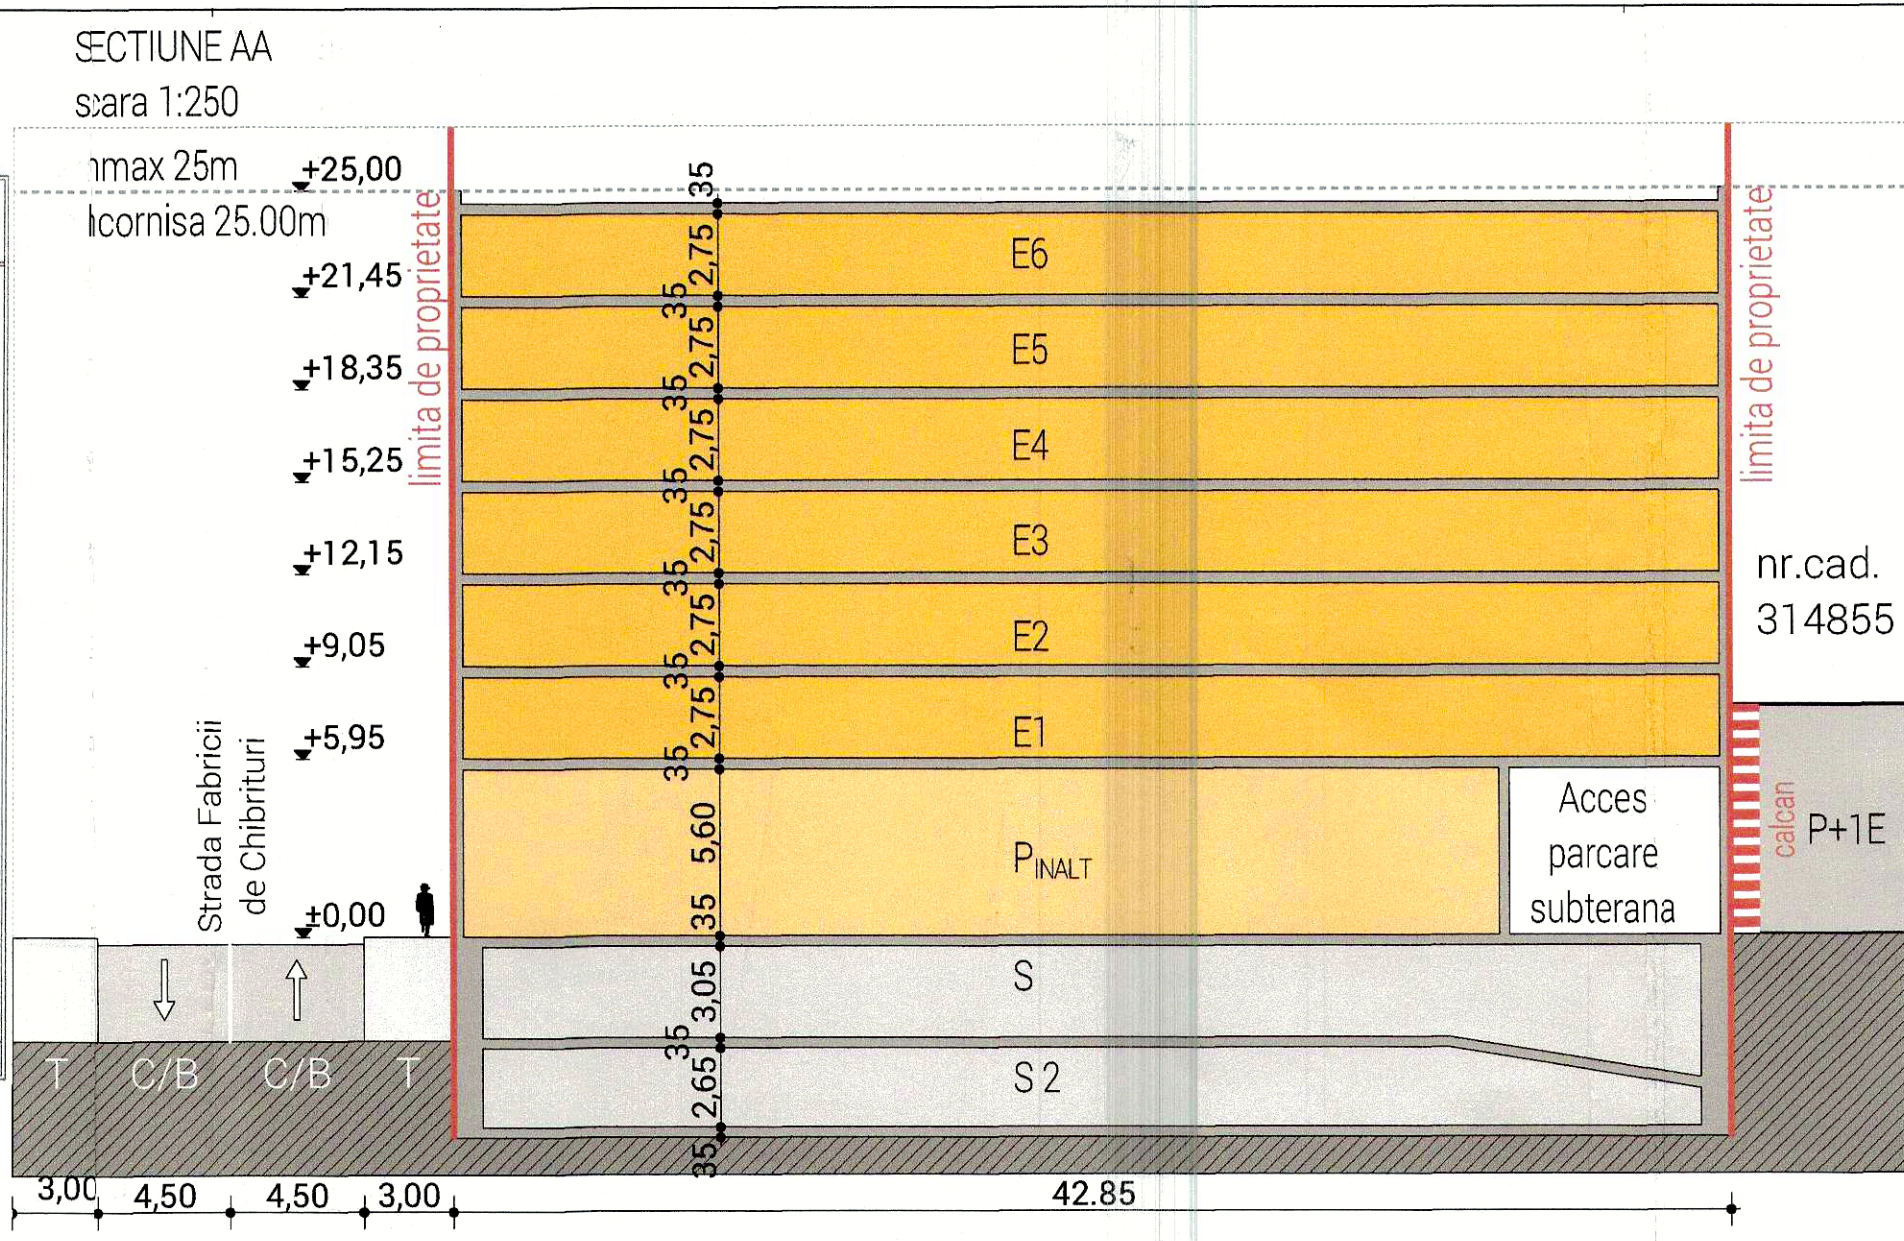 SECTIUNE AA
scara 1:250
hmax 25m
+25,00
hcornisa 25.00m
+21,45
+18,35
+15,25
+12,15
+9,05
+5,95
±0,00
limita de proprietate
Strada Fabricii
de Chibrituri
35
2,75
35
2,75
35
2,75
35
2,75
35
2,75
35
2,75
35
5,60
35
3,05
35
2,65
35
E6
E5
E4
E3
E2
E1
PINALT
Acces
parcare
subterana
S
S 2
limita de proprietate
nr.cad.
314855
calcan
P+1E
T
C/B
C/B
T
3,00
4,50
4,50
3,00
42.85